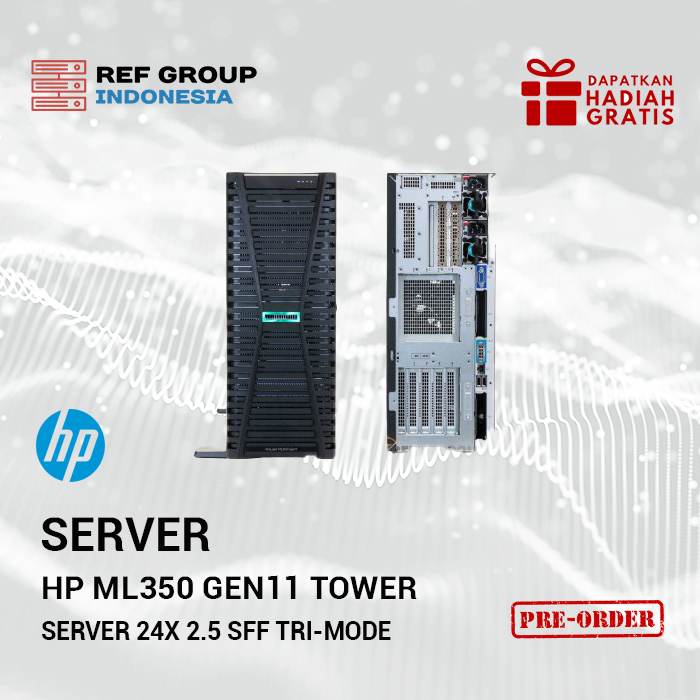 REF GROUP
INDONESIA
DAPATKAN
HADIAH
GRATIS
hp
SERVER
HP ML350 GEN11 TOWER
SERVER 24X 2.5 SFF TRI-MODE
PRE-ORDER